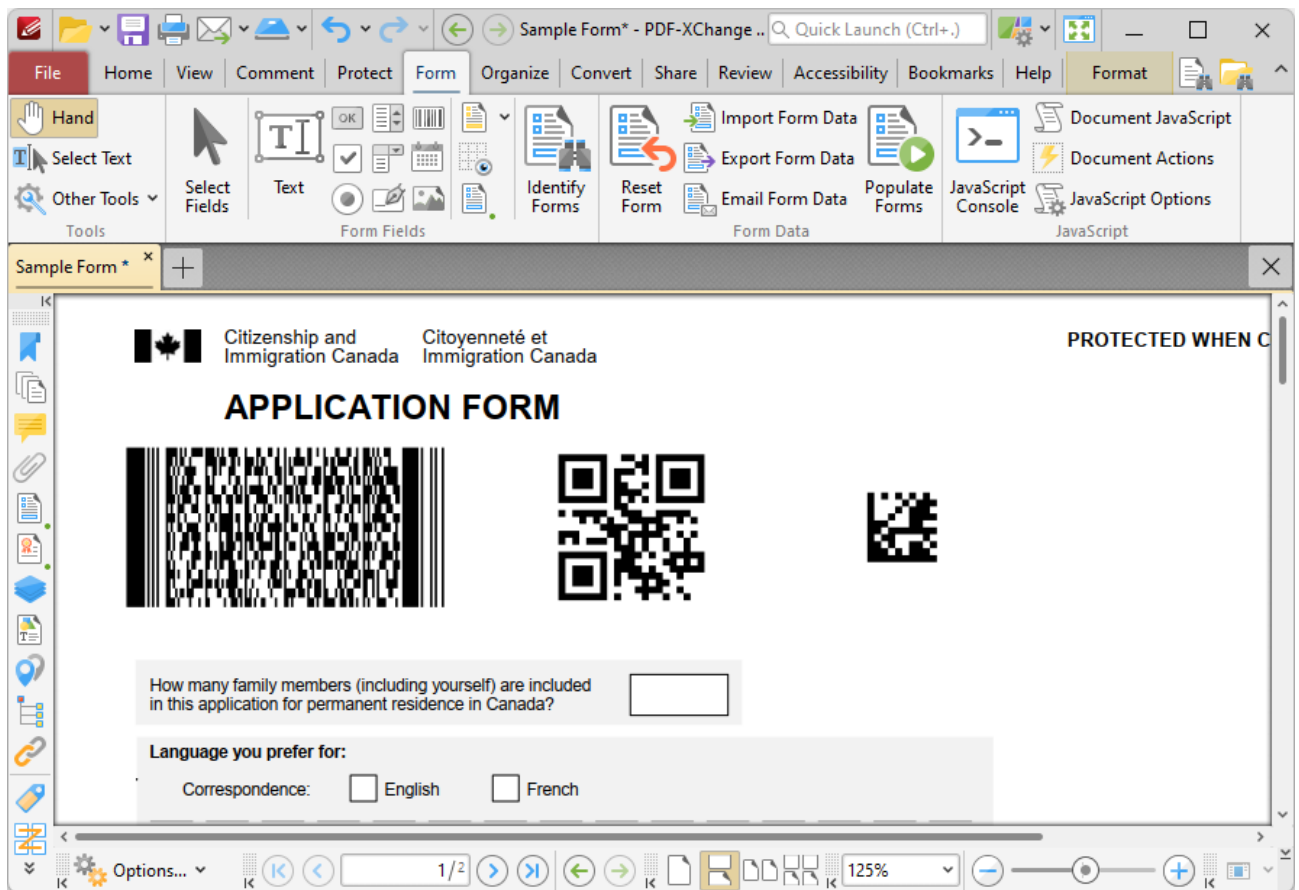 Sample Form* - PDF-XChange ..
Quick Launch (Ctrl+.)
File Home View Comment Protect Form Organize Convert Share Review Accessibility Bookmarks Help Format
Hand
Select Text
Other Tools
Tools
Select Fields
Text
OK
Form Fields
Identify Forms
Reset Form
Import Form Data
Export Form Data
Email Form Data
Populate Forms
Form Data
JavaScript Console
Document JavaScript
Document Actions
JavaScript Options
JavaScript
Sample Form *
Citizenship and
Immigration Canada
Citoyenneté et
Immigration Canada
PROTECTED WHEN C
APPLICATION FORM
How many family members (including yourself) are included
in this application for permanent residence in Canada?
Language you prefer for:
Correspondence: English French
Options... 1/2 125%